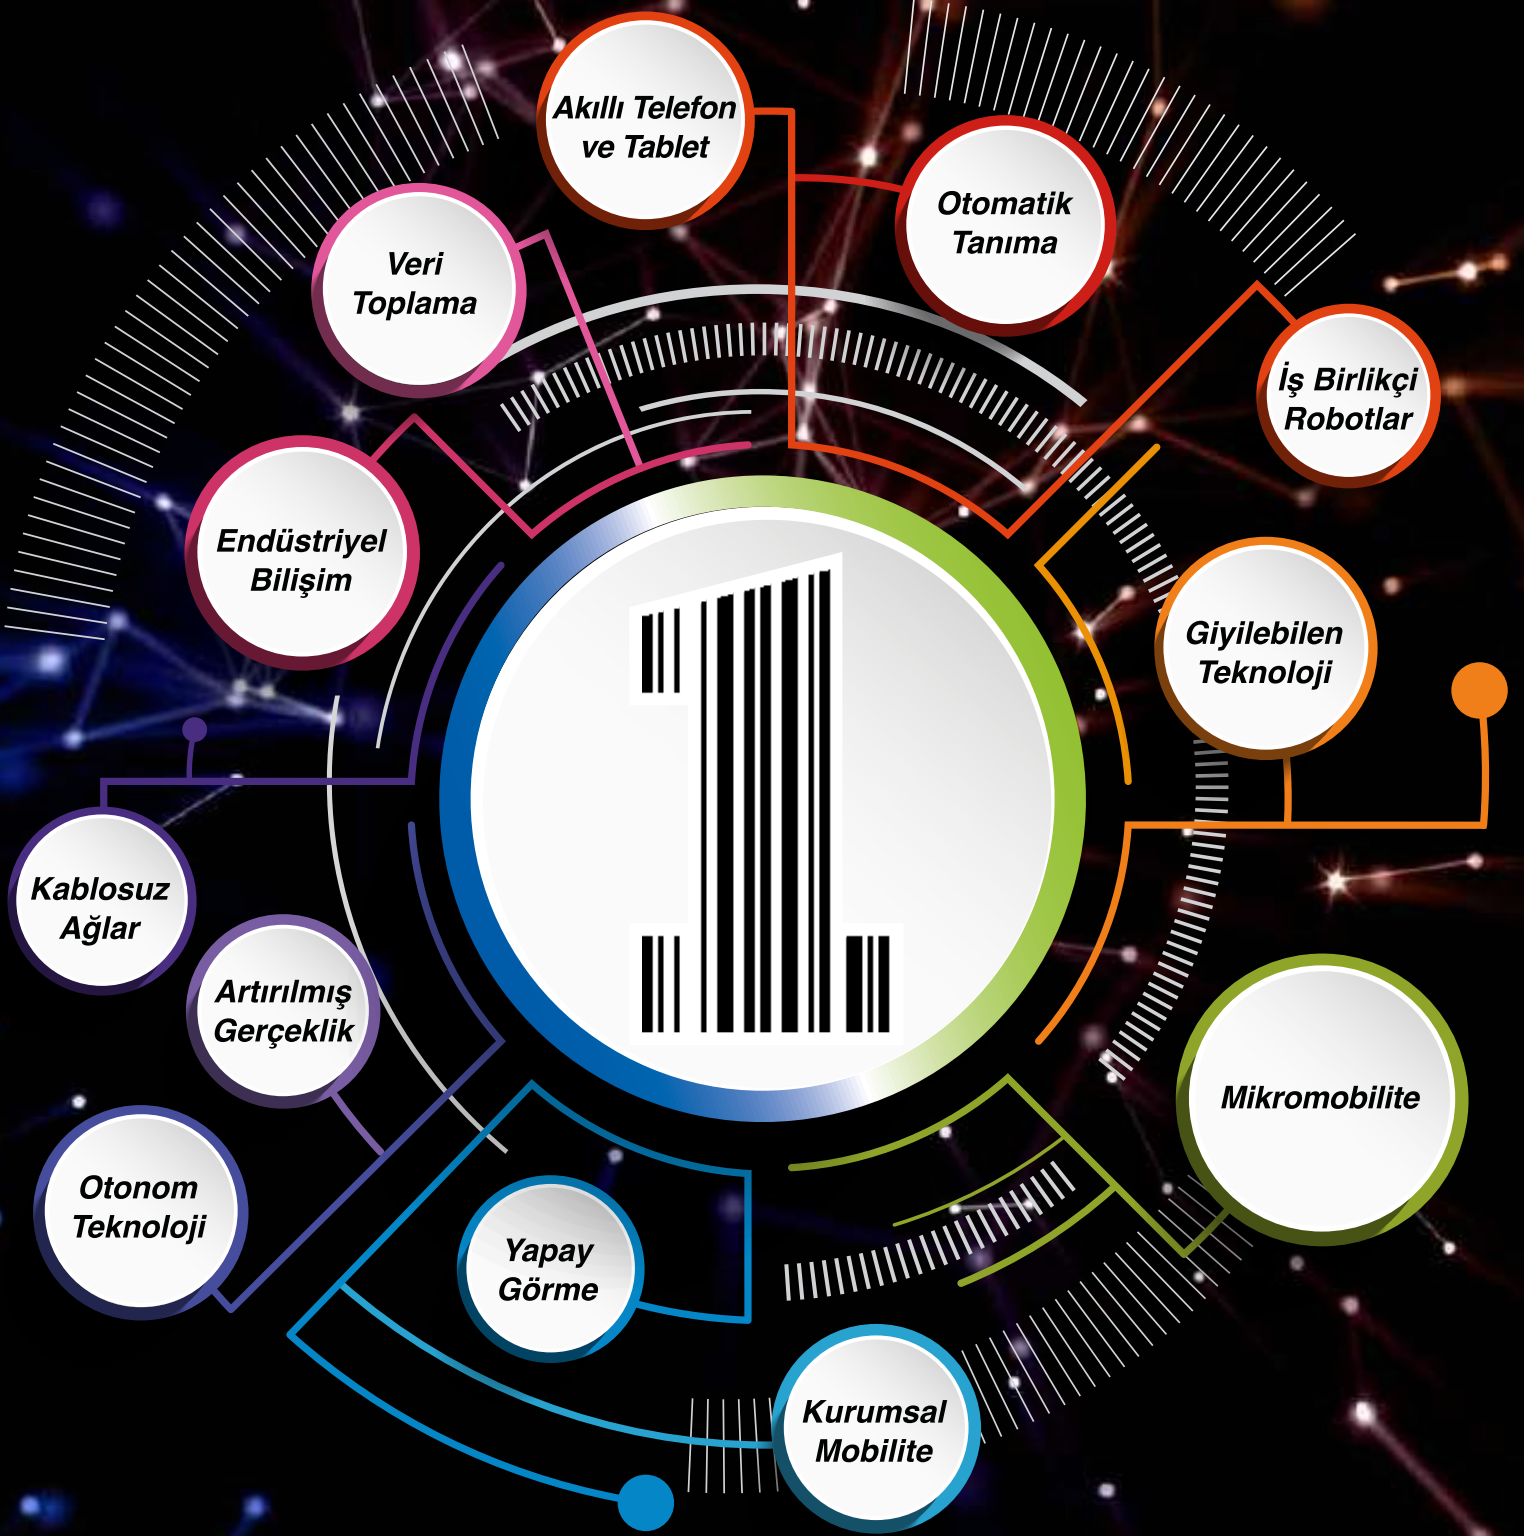 Akıllı Telefon
ve Tablet
Otomatik
Tanıma
Veri
Toplama
İş Birlikçi
Robotlar
Endüstriyel
Bilişim
Giyilebilen
Teknoloji
1
Kablosuz
Ağlar
Artırılmış
Gerçeklik
Mikromobilite
Otonom
Teknoloji
Yapay
Görme
Kurumsal
Mobilite